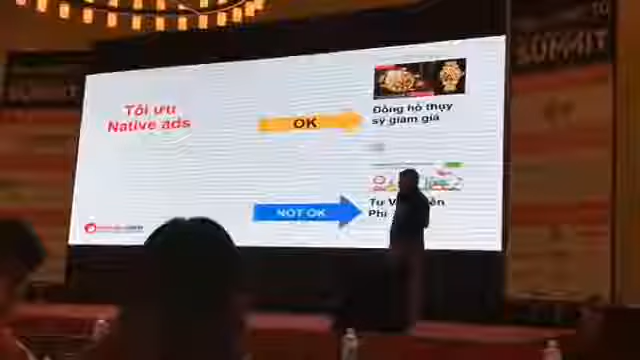 Tối ưu
Native ads
OK
Đồng hồ thụy
sỹ giảm giá
NOT OK
Tư V
Phí
SUMMIT